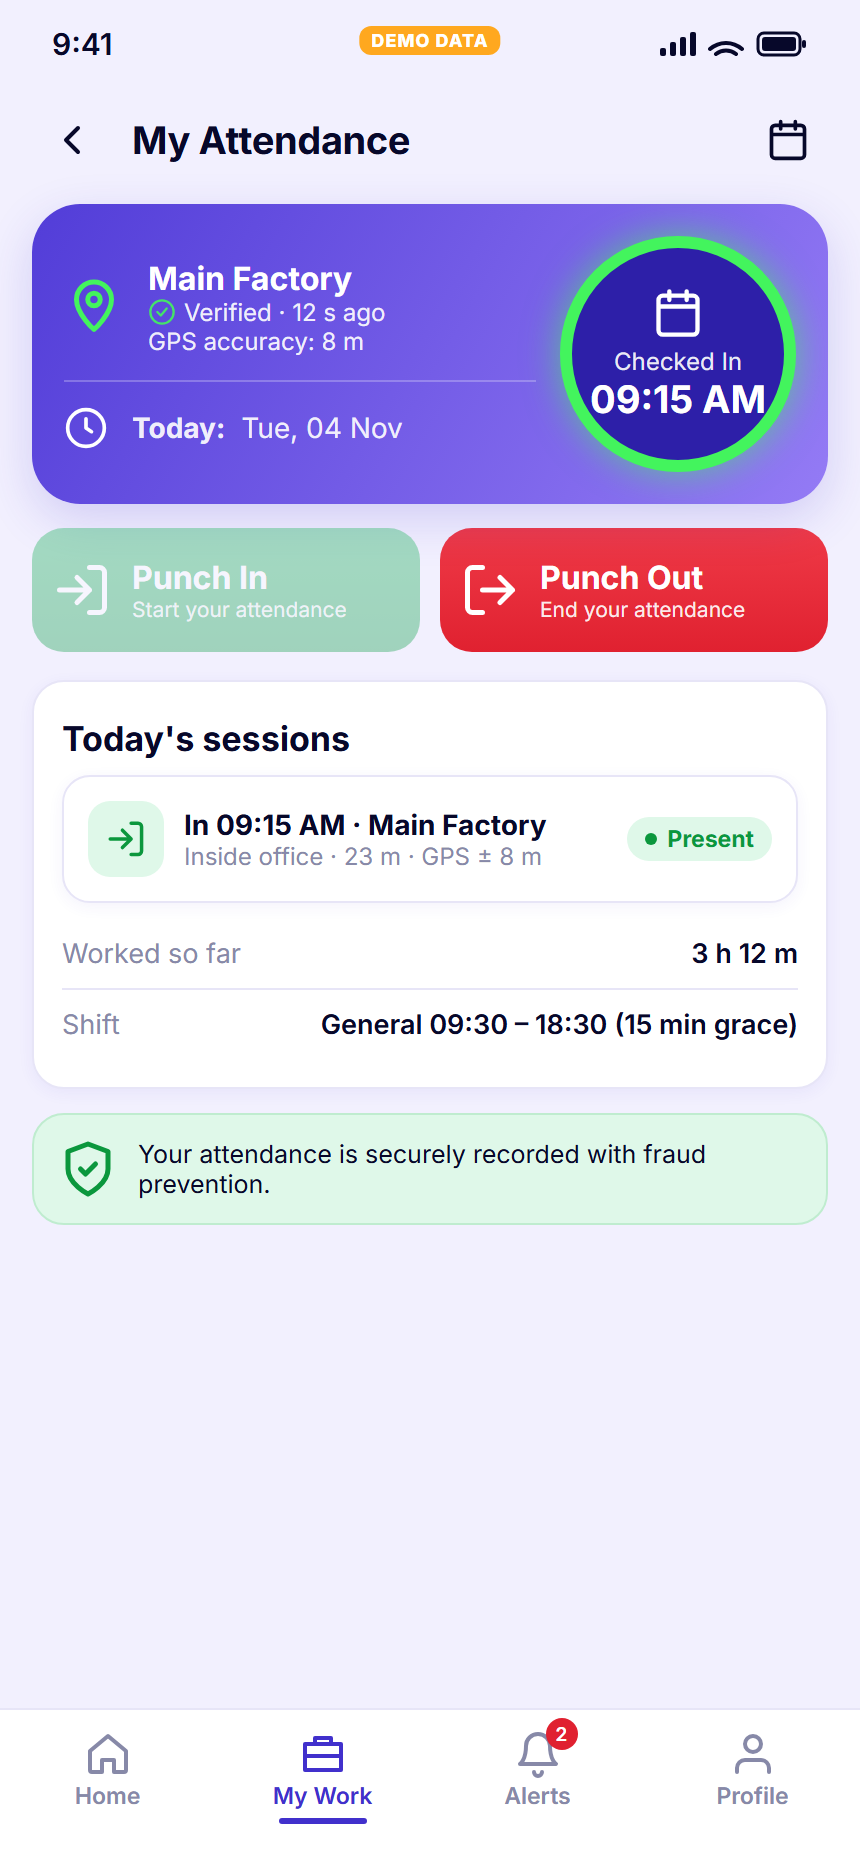 9:41
DEMO DATA
My Attendance
Main Factory
Verified · 12 s ago
GPS accuracy: 8 m
Today: Tue, 04 Nov
Checked In
09:15 AM
Punch In
Start your attendance
Punch Out
End your attendance
Today's sessions
In 09:15 AM · Main Factory
Inside office · 23 m · GPS ± 8 m
Present
Worked so far
3 h 12 m
Shift
General 09:30 – 18:30 (15 min grace)
Your attendance is securely recorded with fraud
prevention.
2
Home
My Work
Alerts
Profile